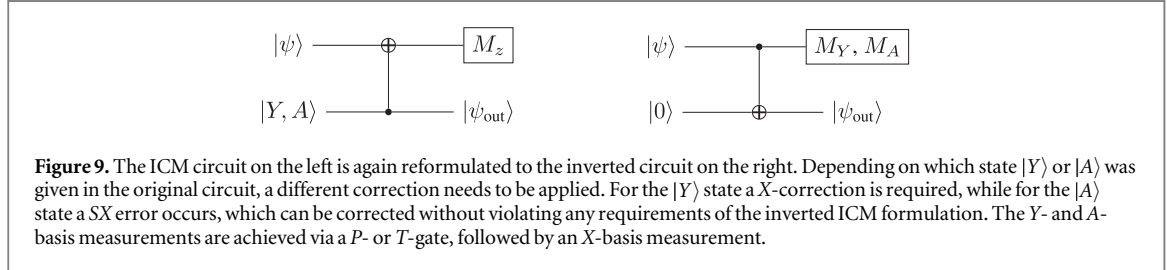 |ψ⟩ M_z |ψ⟩ M_Y, M_A
|Y, A⟩ |ψ_out⟩ |0⟩ |ψ_out⟩
Figure 9. The ICM circuit on the left is again reformulated to the inverted circuit on the right. Depending on which state |Y⟩ or |A⟩ was
given in the original circuit, a different correction needs to be applied. For the |Y⟩ state a X-correction is required, while for the |A⟩
state a SX error occurs, which can be corrected without violating any requirements of the inverted ICM formulation. The Y- and A-
basis measurements are achieved via a P- or T-gate, followed by an X-basis measurement.